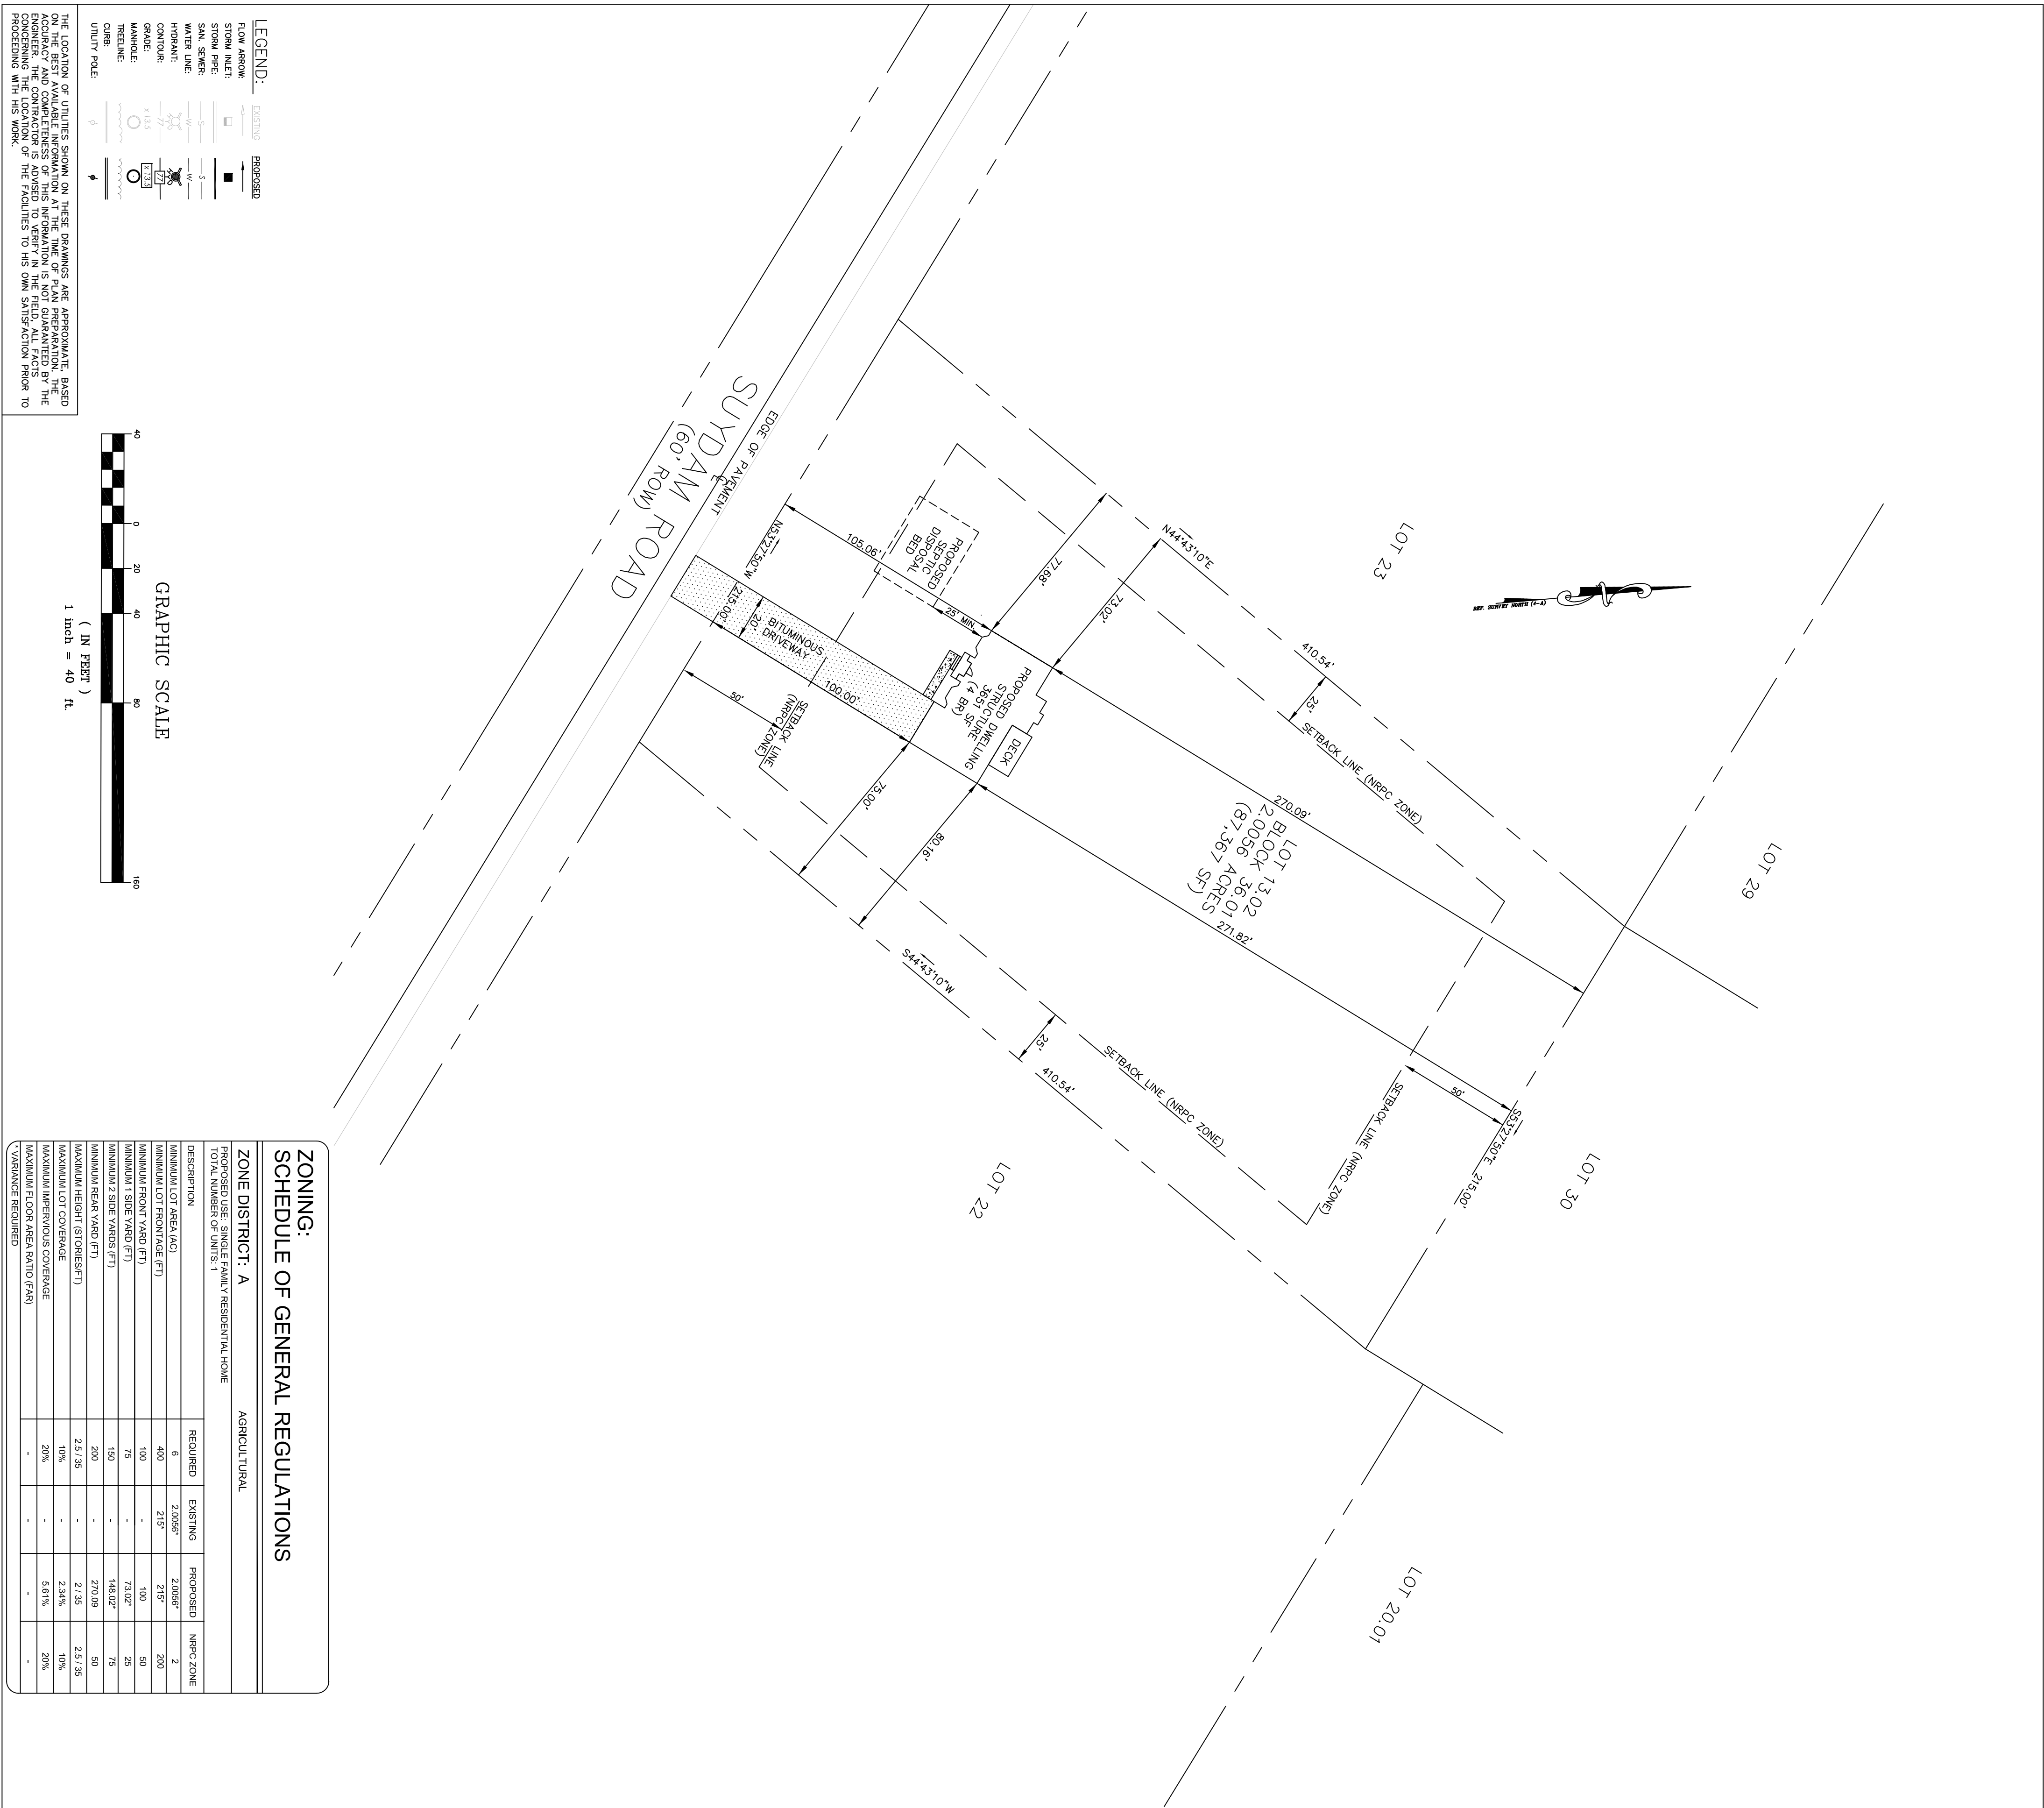 LEGEND:
EXISTING
PROPOSED
FLOW ARROW:
STORM INLET:
STORM PIPE:
SAN. SEWER:
S
S
WATER LINE:
W
W
HYDRANT:
CONTOUR:
77
77
GRADE:
X 13.5
X 13.5
MANHOLE:
TREELINE:
CURB:
UTILITY POLE:
THE LOCATION OF UTILITIES SHOWN ON THESE DRAWINGS ARE APPROXIMATE, BASED
ON THE BEST AVAILABLE INFORMATION AT THE TIME OF PLAN PREPARATION. THE
ACCURACY AND COMPLETENESS OF THIS INFORMATION IS NOT GUARANTEED BY THE
ENGINEER. THE CONTRACTOR IS ADVISED TO VERIFY IN THE FIELD, ALL FACTS
CONCERNING THE LOCATION OF THE FACILITIES TO HIS OWN SATISFACTION PRIOR TO
PROCEEDING WITH HIS WORK.
GRAPHIC SCALE
40
0
20
40
80
160
( IN FEET )
1 inch = 40 ft.
LOT 23
LOT 29
LOT 30
LOT 22
LOT 20.01
REF. SURVEY NORTH (4-A)
N44°43'10"E
410.54'
25'
SETBACK LINE (NRPC ZONE)
77.68'
73.02'
270.09'
LOT 13.02
BLOCK 36.01
2.0056 ACRES
(87,367 SF)
271.82'
50'
S53°27'50"E
215.00'
SETBACK LINE (NRPC ZONE)
SETBACK LINE (NRPC ZONE)
25'
S44°43'10"W
410.54'
80.16'
75.00'
PROPOSED DWELLING
STRUCTURE
3651 SF
(4 BR)
DECK
PROPOSED
SEPTIC
DISPOSAL
BED
25' MIN.
105.06'
N53°27'50"W
215.00'
20'
BITUMINOUS
DRIVEWAY
100.00'
50'
SETBACK LINE
(NRPC ZONE)
EDGE OF PAVEMENT
SUYDAM ROAD
(60' ROW)
ZONING:
SCHEDULE OF GENERAL REGULATIONS
ZONE DISTRICT: A AGRICULTURAL
PROPOSED USE: SINGLE FAMILY RESIDENTIAL HOME
TOTAL NUMBER OF UNITS: 1
DESCRIPTION REQUIRED EXISTING PROPOSED NRPC ZONE
MINIMUM LOT AREA (AC) 6 2.0056* 2.0056* 2
MINIMUM LOT FRONTAGE (FT) 400 215* 215* 200
MINIMUM FRONT YARD (FT) 100 - 100 50
MINIMUM 1 SIDE YARD (FT) 75 - 73.02* 25
MINIMUM 2 SIDE YARDS (FT) 150 - 148.02* 75
MINIMUM REAR YARD (FT) 200 - 270.09 50
MAXIMUM HEIGHT (STORIES/FT) 2.5 / 35 - 2 / 35 2.5 / 35
MAXIMUM LOT COVERAGE 10% - 2.34% 10%
MAXIMUM IMPERVIOUS COVERAGE 20% - 5.61% 20%
MAXIMUM FLOOR AREA RATIO (FAR) - - - -
* VARIANCE REQUIRED